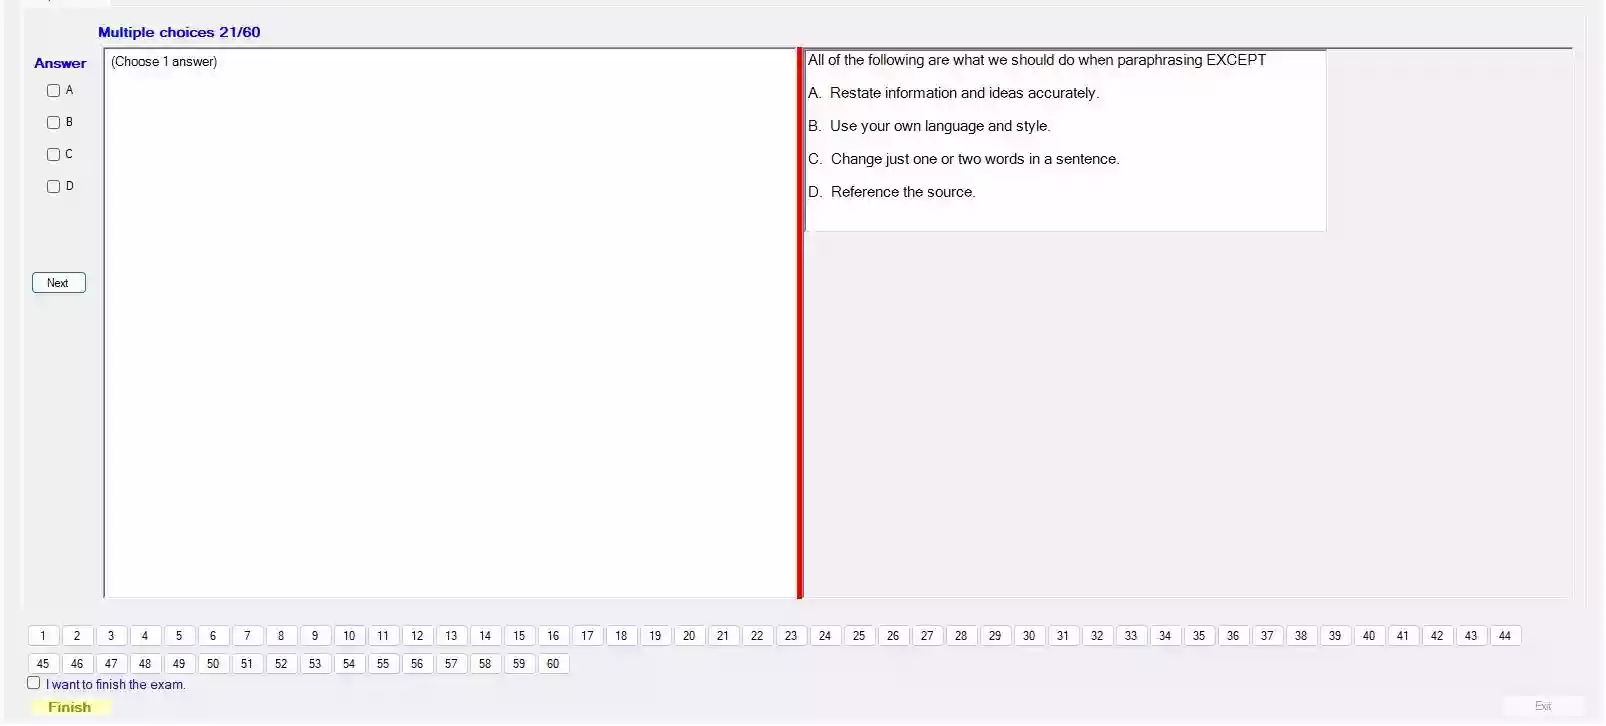 Multiple choices 21/60
Answer
(Choose 1 answer)
A
B
C
D
Next
All of the following are what we should do when paraphrasing EXCEPT
A. Restate information and ideas accurately.
B. Use your own language and style.
C. Change just one or two words in a sentence.
D. Reference the source.
1 2 3 4 5 6 7 8 9 10 11 12 13 14 15 16 17 18 19 20 21 22 23 24 25 26 27 28 29 30 31 32 33 34 35 36 37 38 39 40 41 42 43 44
45 46 47 48 49 50 51 52 53 54 55 56 57 58 59 60
I want to finish the exam.
Finish
Exit